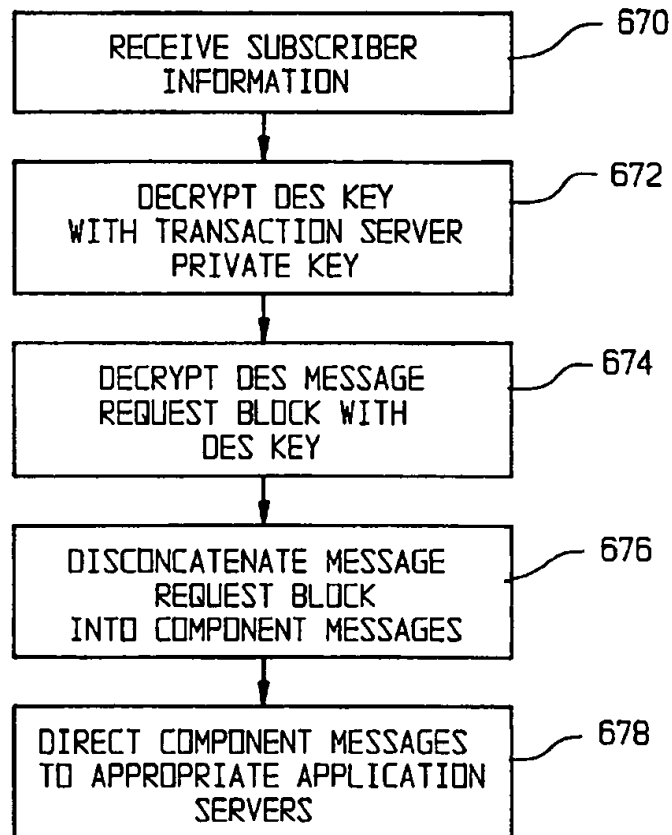 RECEIVE SUBSCRIBER
INFORMATION
670
DECRYPT DES KEY
WITH TRANSACTION SERVER
PRIVATE KEY
672
DECRYPT DES MESSAGE
REQUEST BLOCK WITH
DES KEY
674
DISCONCATENATE MESSAGE
REQUEST BLOCK
INTO COMPONENT MESSAGES
676
DIRECT COMPONENT MESSAGES
TO APPROPRIATE APPLICATION
SERVERS
678